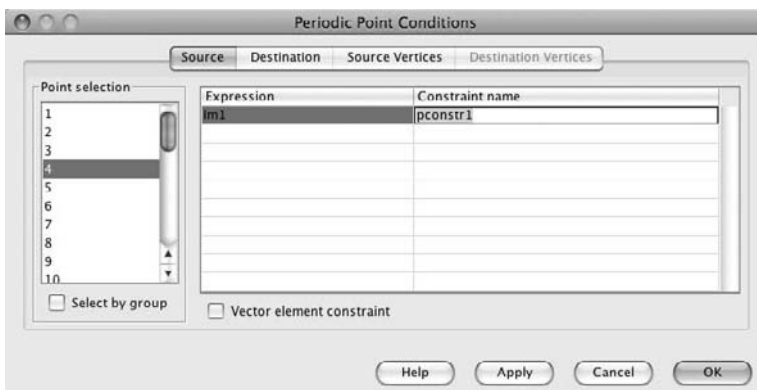 Periodic Point Conditions
Source Destination Source Vertices Destination Vertices
Point selection
Expression Constraint name
1
lm1 pconstr1
2
3
4
5
6
7
8
9
10
Select by group
Vector element constraint
Help Apply Cancel OK